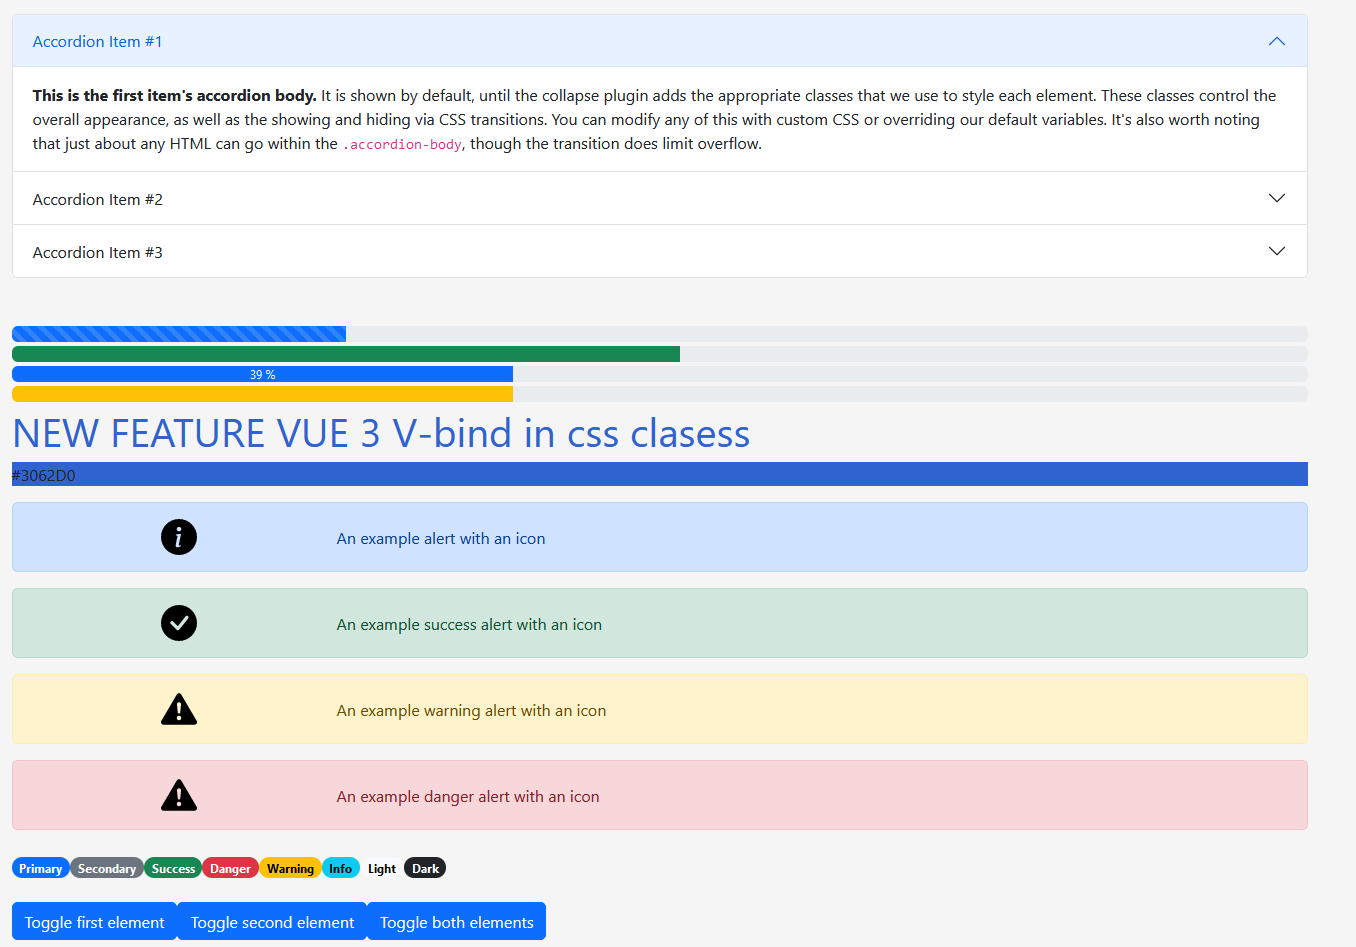 Accordion Item #1
This is the first item's accordion body. It is shown by default, until the collapse plugin adds the appropriate classes that we use to style each element. These classes control the
overall appearance, as well as the showing and hiding via CSS transitions. You can modify any of this with custom CSS or overriding our default variables. It's also worth noting
that just about any HTML can go within the .accordion-body, though the transition does limit overflow.
Accordion Item #2
Accordion Item #3
39 %
NEW FEATURE VUE 3 V-bind in css clasess
#3062D0
An example alert with an icon
An example success alert with an icon
An example warning alert with an icon
An example danger alert with an icon
Primary Secondary Success Danger Warning Info Light Dark
Toggle first element Toggle second element Toggle both elements